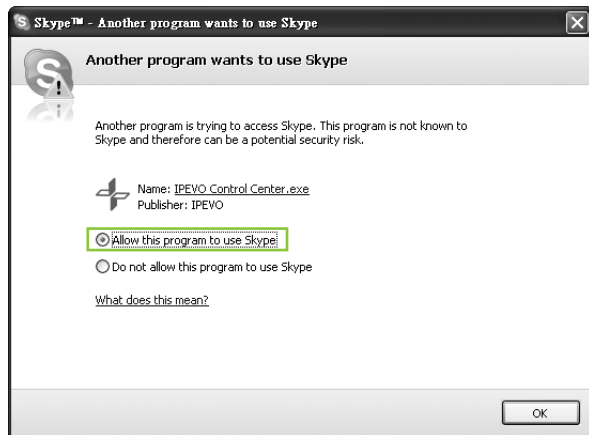 Skype™ - Another program wants to use Skype
Another program wants to use Skype
Another program is trying to access Skype. This program is not known to
Skype and therefore can be a potential security risk.
Name: IPEVO Control Center.exe
Publisher: IPEVO
Allow this program to use Skype
Do not allow this program to use Skype
What does this mean?
OK